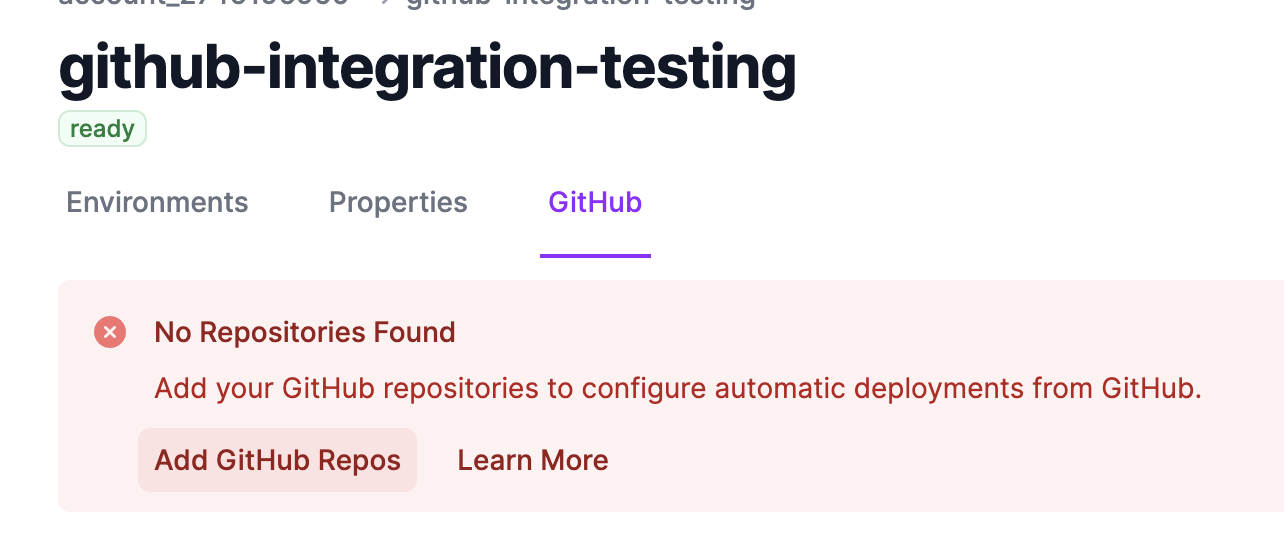 github-integration-testing
github-integration-testing
ready
Environments Properties GitHub
No Repositories Found
Add your GitHub repositories to configure automatic deployments from GitHub.
Add GitHub Repos Learn More